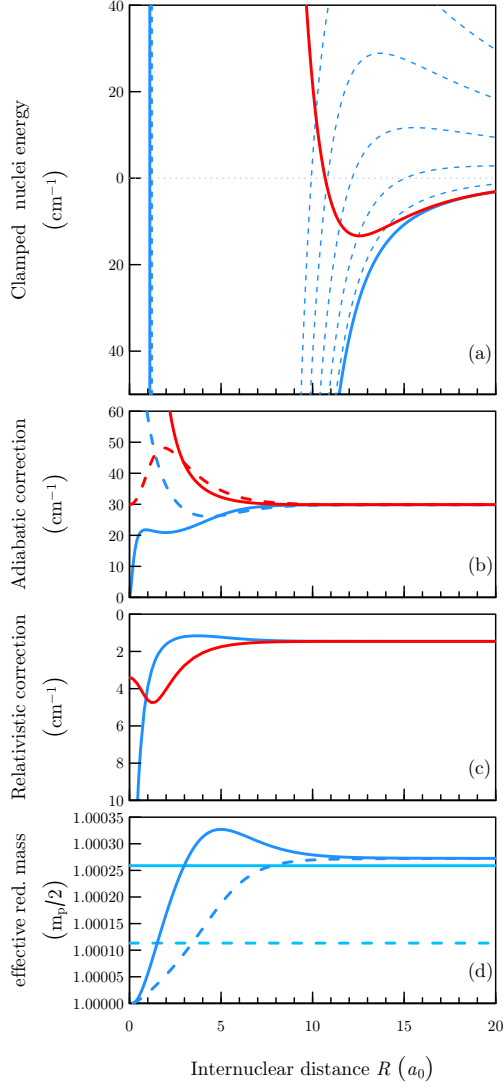 40
20
0
20
40
Clamped nuclei energy
(cm−1)
(a)
60
50
40
30
20
10
0
Adiabatic correction
(cm−1)
(b)
0
2
4
6
8
10
Relativistic correction
(cm−1)
(c)
1.00035
1.00030
1.00025
1.00020
1.00015
1.00010
1.00005
1.00000
effective red. mass
(mp/2)
(d)
0 5 10 15 20
Internuclear distance R (a0)